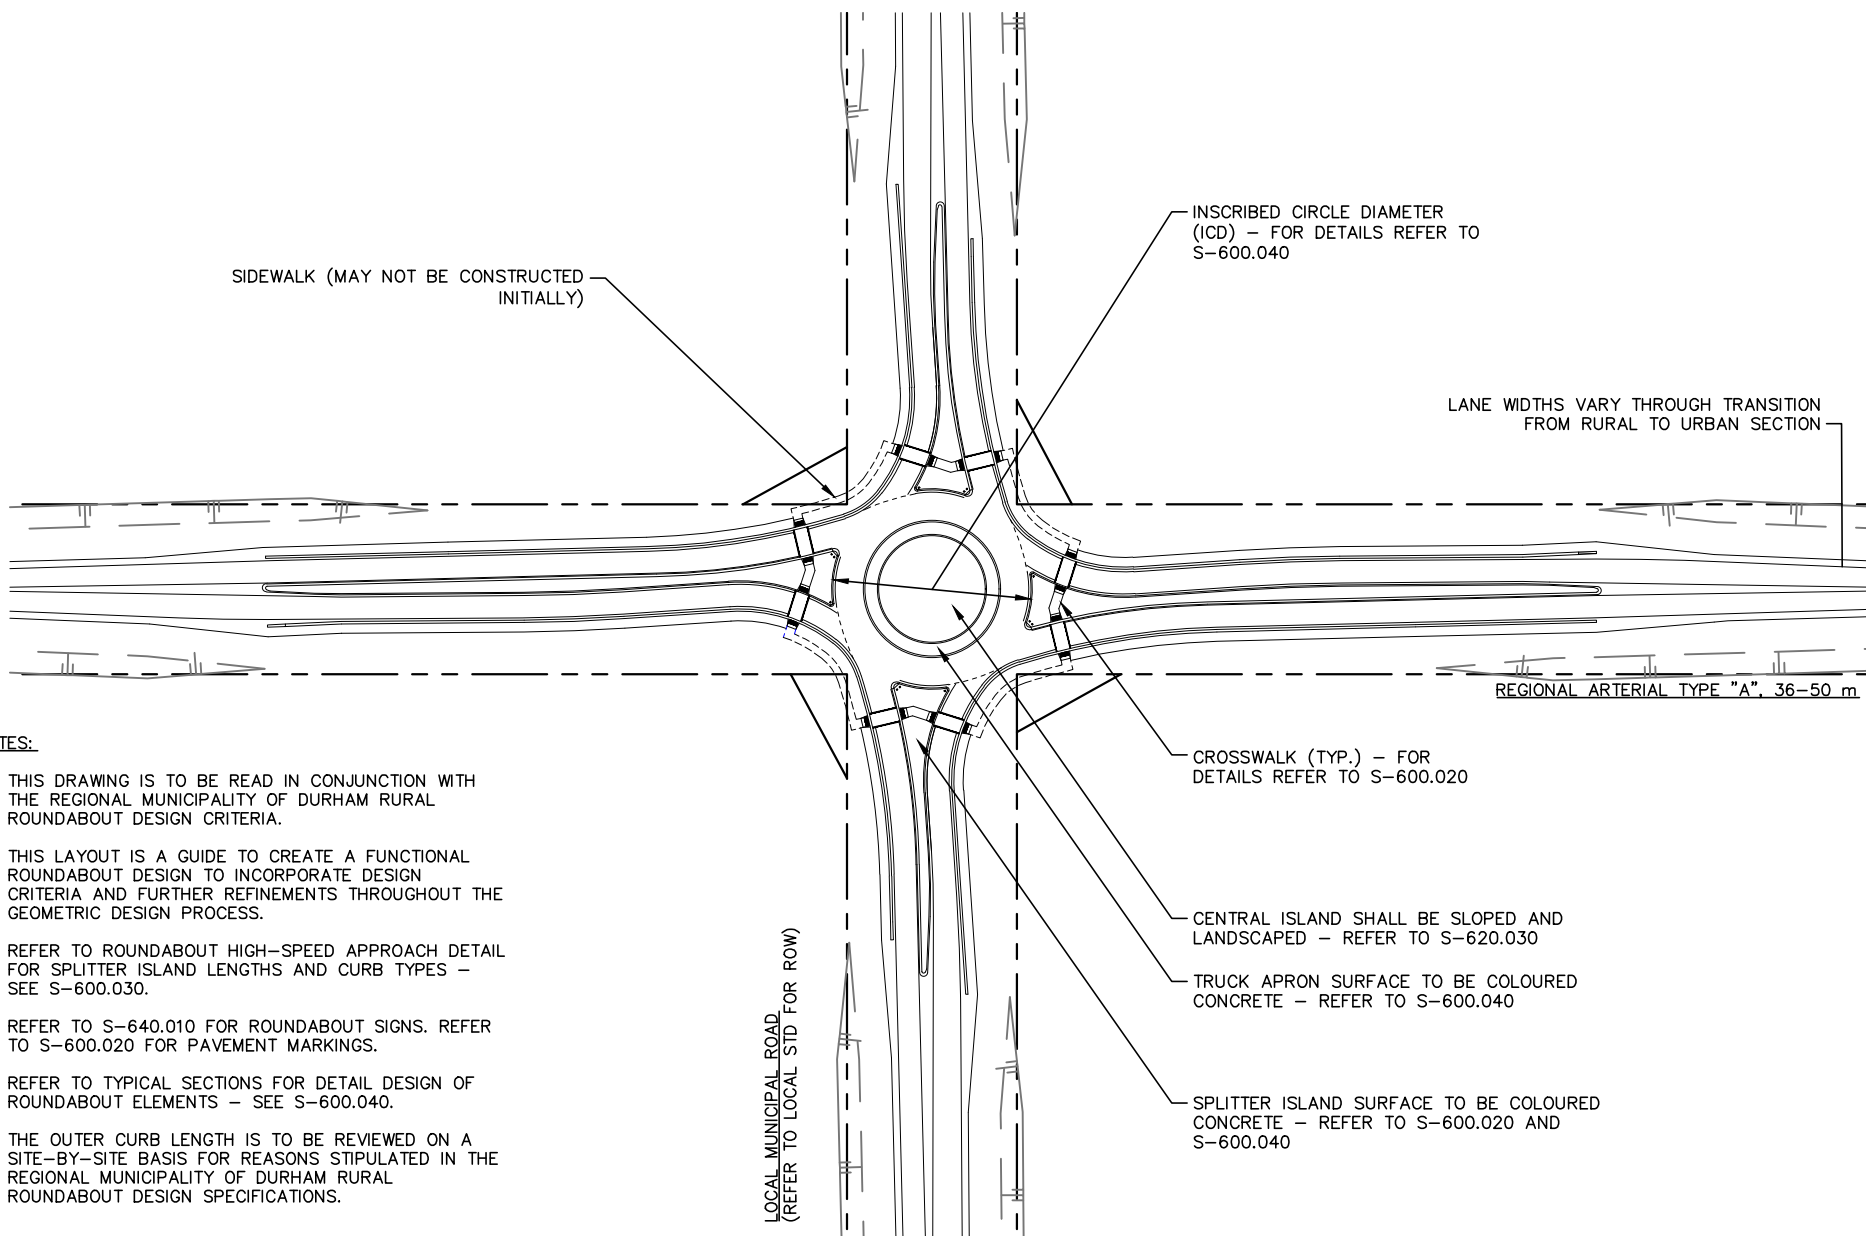 INSCRIBED CIRCLE DIAMETER
(ICD) – FOR DETAILS REFER TO
S–600.040
SIDEWALK (MAY NOT BE CONSTRUCTED
INITIALLY)
LANE WIDTHS VARY THROUGH TRANSITION
FROM RURAL TO URBAN SECTION
REGIONAL ARTERIAL TYPE "A", 36–50 m
CROSSWALK (TYP.) – FOR
DETAILS REFER TO S–600.020
CENTRAL ISLAND SHALL BE SLOPED AND
LANDSCAPED – REFER TO S–620.030
TRUCK APRON SURFACE TO BE COLOURED
CONCRETE – REFER TO S–600.040
SPLITTER ISLAND SURFACE TO BE COLOURED
CONCRETE – REFER TO S–600.020 AND
S–600.040
LOCAL MUNICIPAL ROAD
(REFER TO LOCAL STD FOR ROW)
TES:
THIS DRAWING IS TO BE READ IN CONJUNCTION WITH
THE REGIONAL MUNICIPALITY OF DURHAM RURAL
ROUNDABOUT DESIGN CRITERIA.
THIS LAYOUT IS A GUIDE TO CREATE A FUNCTIONAL
ROUNDABOUT DESIGN TO INCORPORATE DESIGN
CRITERIA AND FURTHER REFINEMENTS THROUGHOUT THE
GEOMETRIC DESIGN PROCESS.
REFER TO ROUNDABOUT HIGH–SPEED APPROACH DETAIL
FOR SPLITTER ISLAND LENGTHS AND CURB TYPES –
SEE S–600.030.
REFER TO S–640.010 FOR ROUNDABOUT SIGNS. REFER
TO S–600.020 FOR PAVEMENT MARKINGS.
REFER TO TYPICAL SECTIONS FOR DETAIL DESIGN OF
ROUNDABOUT ELEMENTS – SEE S–600.040.
THE OUTER CURB LENGTH IS TO BE REVIEWED ON A
SITE–BY–SITE BASIS FOR REASONS STIPULATED IN THE
REGIONAL MUNICIPALITY OF DURHAM RURAL
ROUNDABOUT DESIGN SPECIFICATIONS.